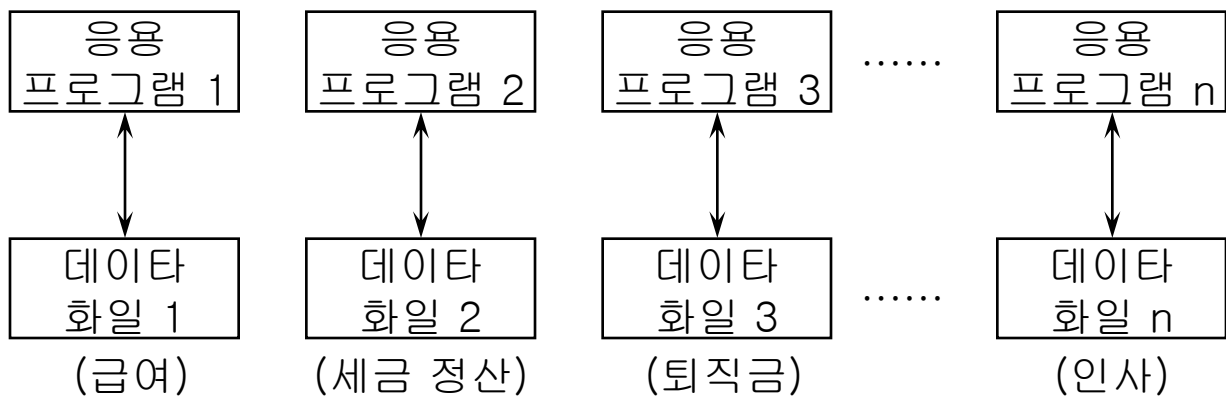 응용 응용 응용 응용
프로그램 1 프로그램 2 프로그램 3 ...... 프로그램 n
데이타 데이타 데이타 데이타
화일 1 화일 2 화일 3 ...... 화일 n
(급여) (세금 정산) (퇴직금) (인사)